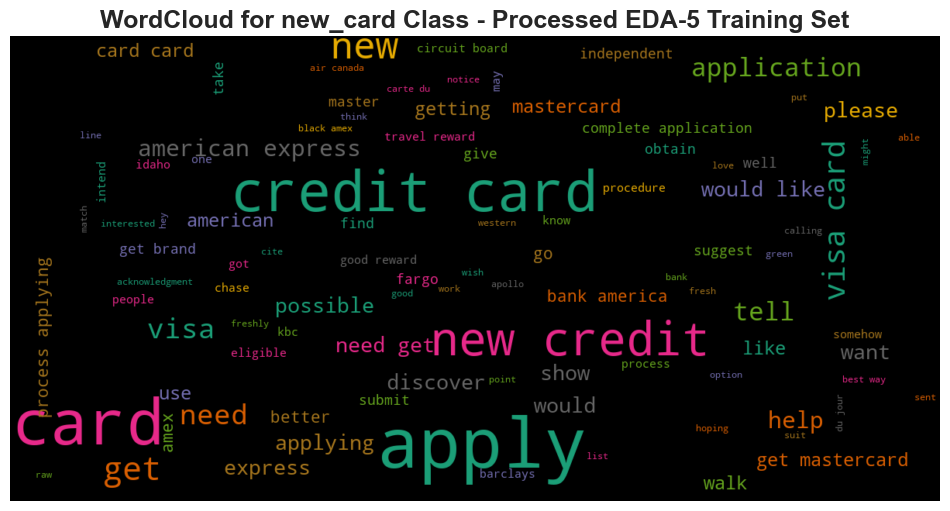 WordCloud for new_card Class - Processed EDA-5 Training Set
card card
new
circuit board
independent
application
take
air canada
notice
may
carte du
put
master
getting
mastercard
please
think
black amex
line
travel reward
complete application
able
american express
idaho
one
give
obtain
love
well
might
visa card
intend
credit card
procedure
would like
match
interested
hey
american
find
western
know
calling
get brand
cite
good reward
go
suggest
green
got
fargo
wish
bank
process applying
acknowledgment
people
chase
good
work
apollo
bank america
fresh
possible
tell
visa
freshly
kbc
need get
new credit
somehow
eligible
process
like
want
discover
point
show
option
best way
use
submit
would
du jour
sent
card
need
better
amex
apply
hoping
help
suit
applying
list
get
express
barclays
get mastercard
raw
walk